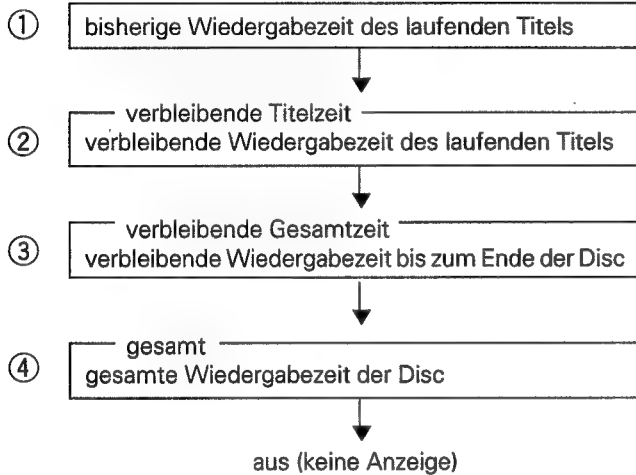 ① bisherige Wiedergabezeit des laufenden Titels
verbleibende Titelzeit
② verbleibende Wiedergabezeit des laufenden Titels
verbleibende Gesamtzeit
③ verbleibende Wiedergabezeit bis zum Ende der Disc
gesamt
④ gesamte Wiedergabezeit der Disc
aus (keine Anzeige)